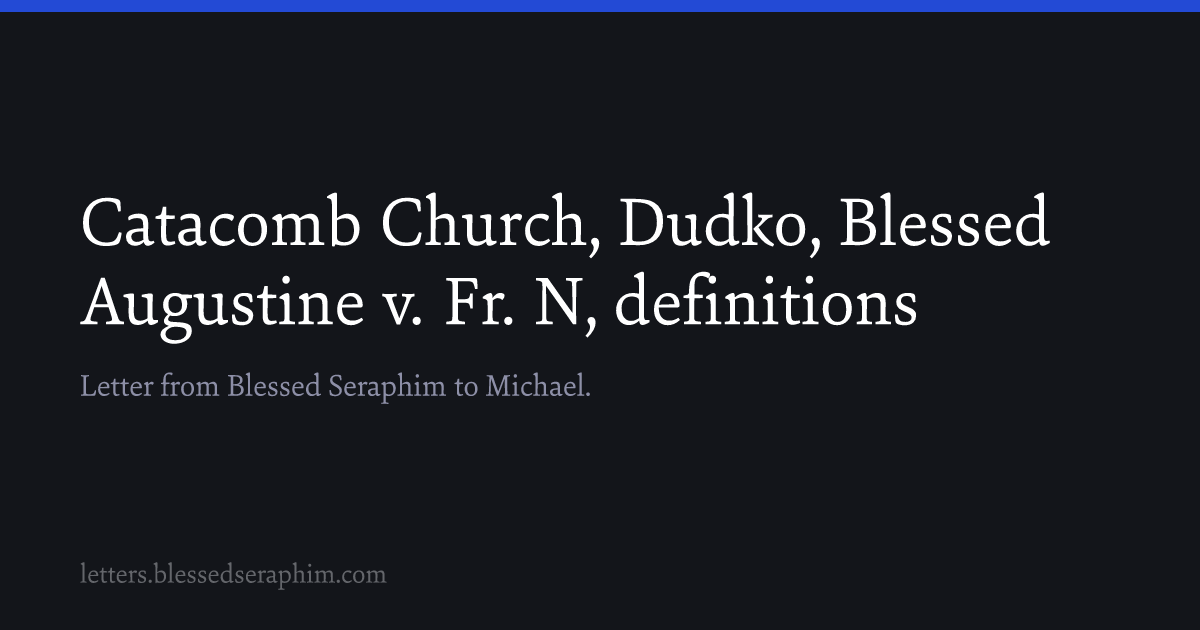 Catacomb Church, Dudko, Blessed
Augustine v. Fr. N, definitions
Letter from Blessed Seraphim to Michael.
letters.blessedseraphim.com